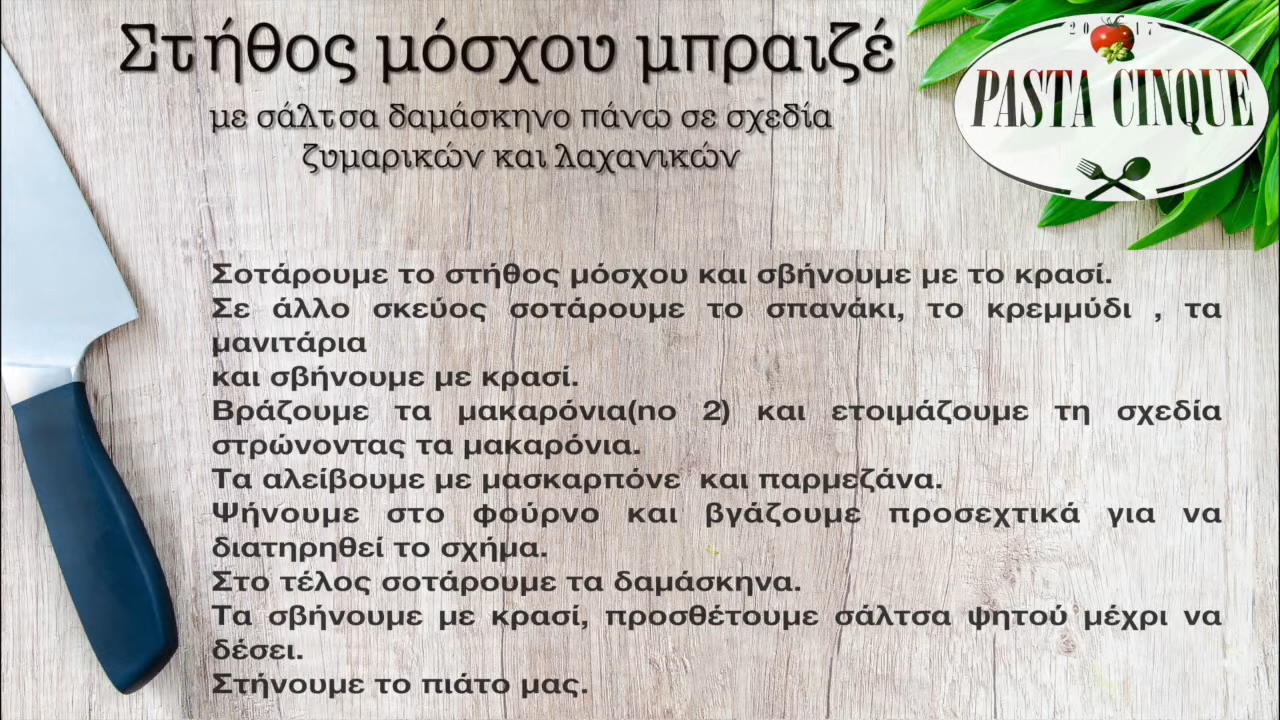 Στήθος μόσχου μπραιζέ
με σάλτσα δαμάσκηνο πάνω σε σχεδία
ζυμαρικών και λαχανικών
2017
PASTA CINQUE
Σοτάρουμε το στήθος μόσχου και σβήνουμε με το κρασί.
Σε άλλο σκεύος σοτάρουμε το σπανάκι, το κρεμμύδι , τα
μανιτάρια
και σβήνουμε με κρασί.
Βράζουμε τα μακαρόνια(no 2) και ετοιμάζουμε τη σχεδία
στρώνοντας τα μακαρόνια.
Τα αλείβουμε με μασκαρπόνε και παρμεζάνα.
Ψήνουμε στο φούρνο και βγάζουμε προσεχτικά για να
διατηρηθεί το σχήμα.
Στο τέλος σοτάρουμε τα δαμάσκηνα.
Τα σβήνουμε με κρασί, προσθέτουμε σάλτσα ψητού μέχρι να
δέσει.
Στήνουμε το πιάτο μας.